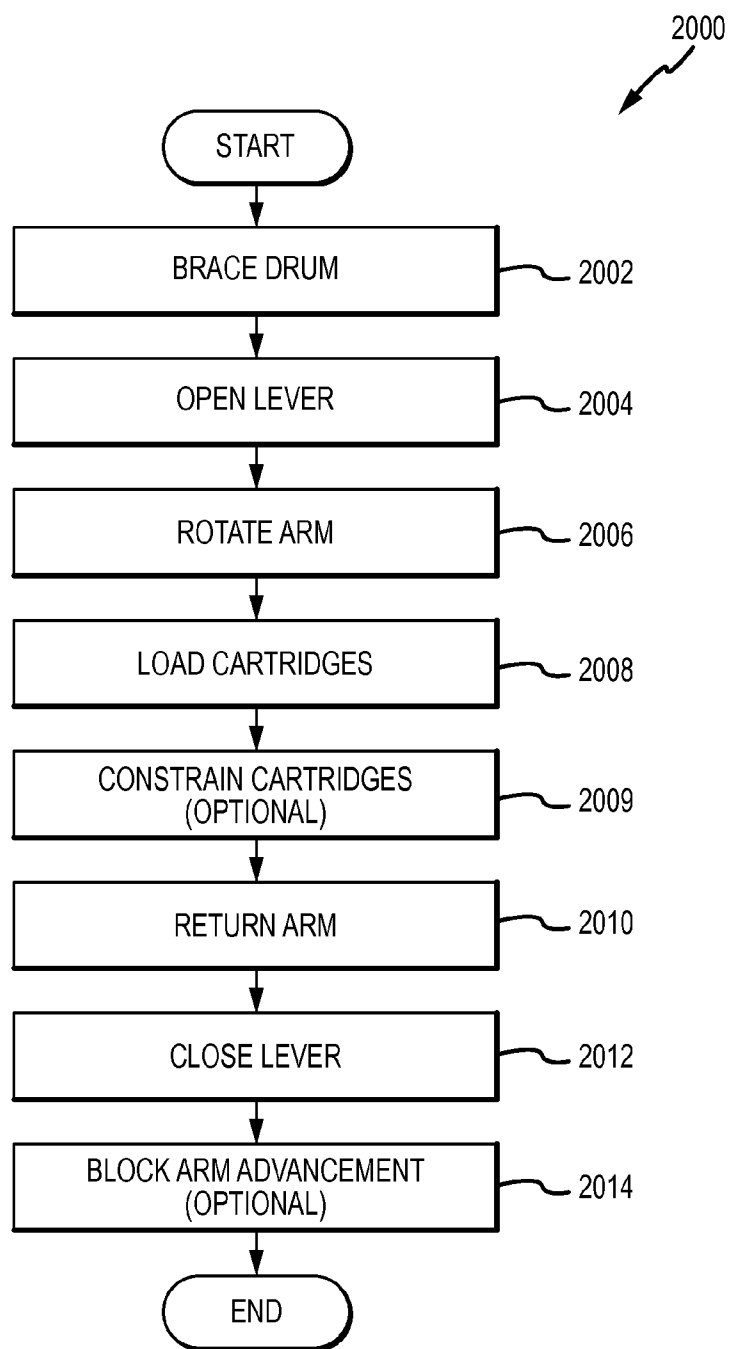 2000
START
BRACE DRUM
2002
OPEN LEVER
2004
ROTATE ARM
2006
LOAD CARTRIDGES
2008
CONSTRAIN CARTRIDGES
(OPTIONAL)
2009
RETURN ARM
2010
CLOSE LEVER
2012
BLOCK ARM ADVANCEMENT
(OPTIONAL)
2014
END